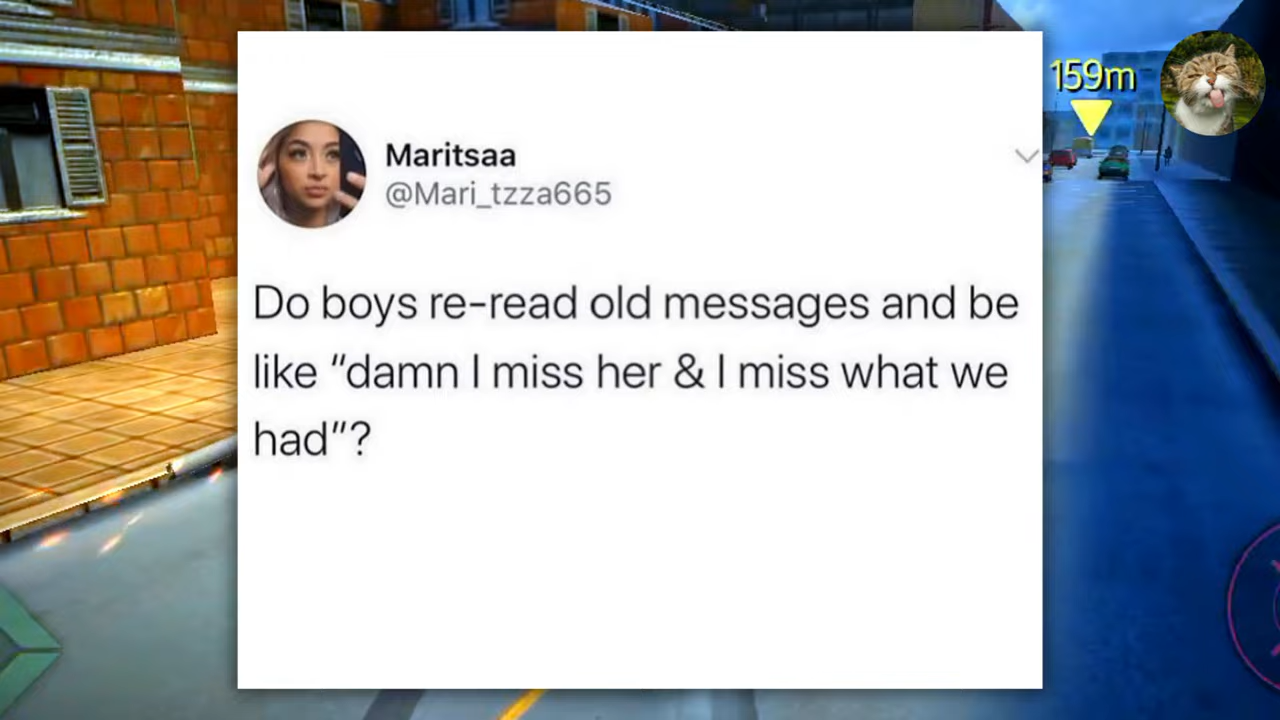 159m
Maritsaa
@Mari_tzza665
Do boys re-read old messages and be
like “damn I miss her & I miss what we
had”?